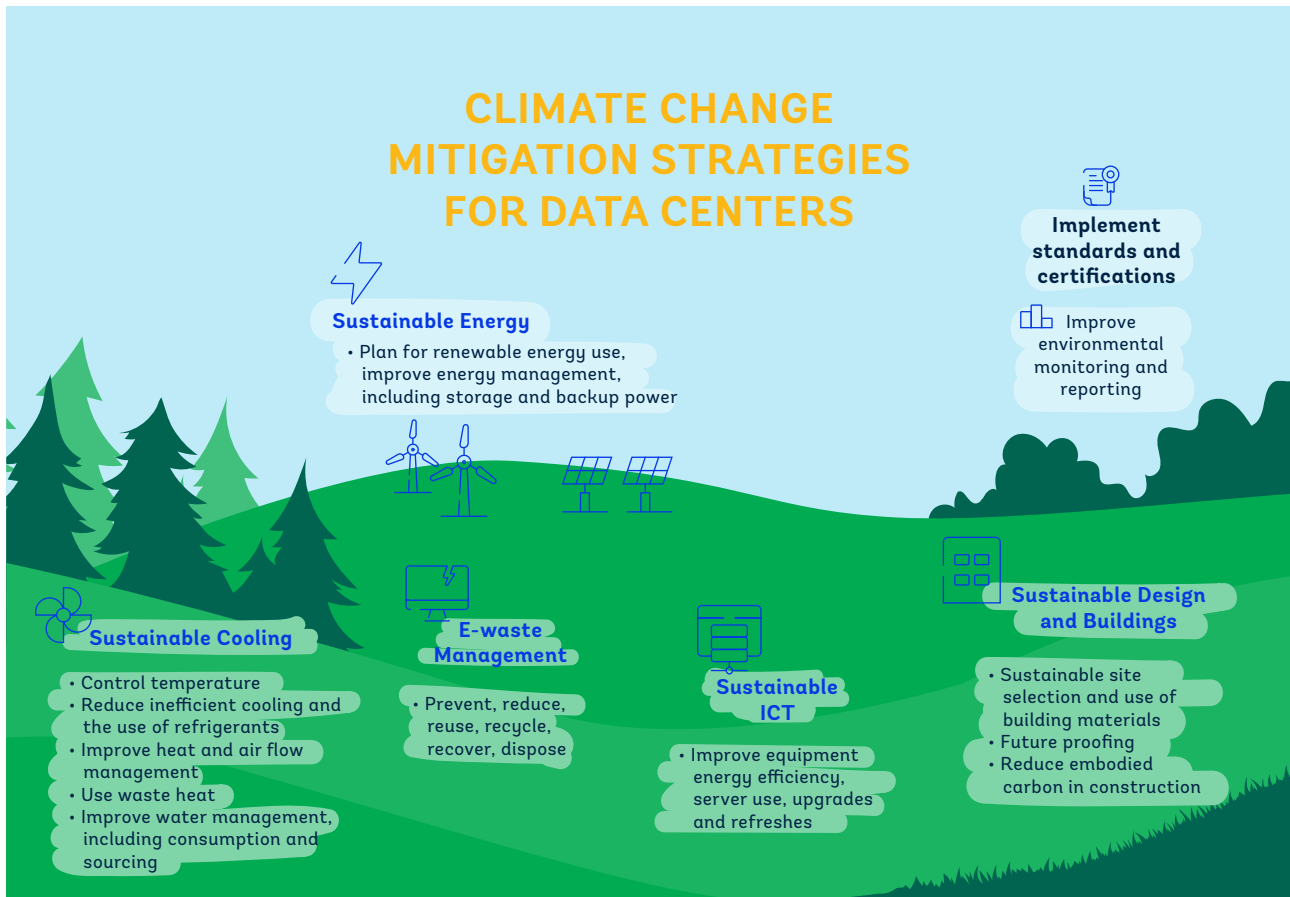 CLIMATE CHANGE
MITIGATION STRATEGIES
FOR DATA CENTERS
Implement
standards and
certifications
Improve
environmental
monitoring and
reporting
Sustainable Energy
• Plan for renewable energy use,
improve energy management,
including storage and backup power
Sustainable Cooling
• Control temperature
• Reduce inefficient cooling and
the use of refrigerants
• Improve heat and air flow
management
• Use waste heat
• Improve water management,
including consumption and
sourcing
E-waste
Management
• Prevent, reduce,
reuse, recycle,
recover, dispose
Sustainable
ICT
• Improve equipment
energy efficiency,
server use, upgrades
and refreshes
Sustainable Design
and Buildings
• Sustainable site
selection and use of
building materials
• Future proofing
• Reduce embodied
carbon in construction